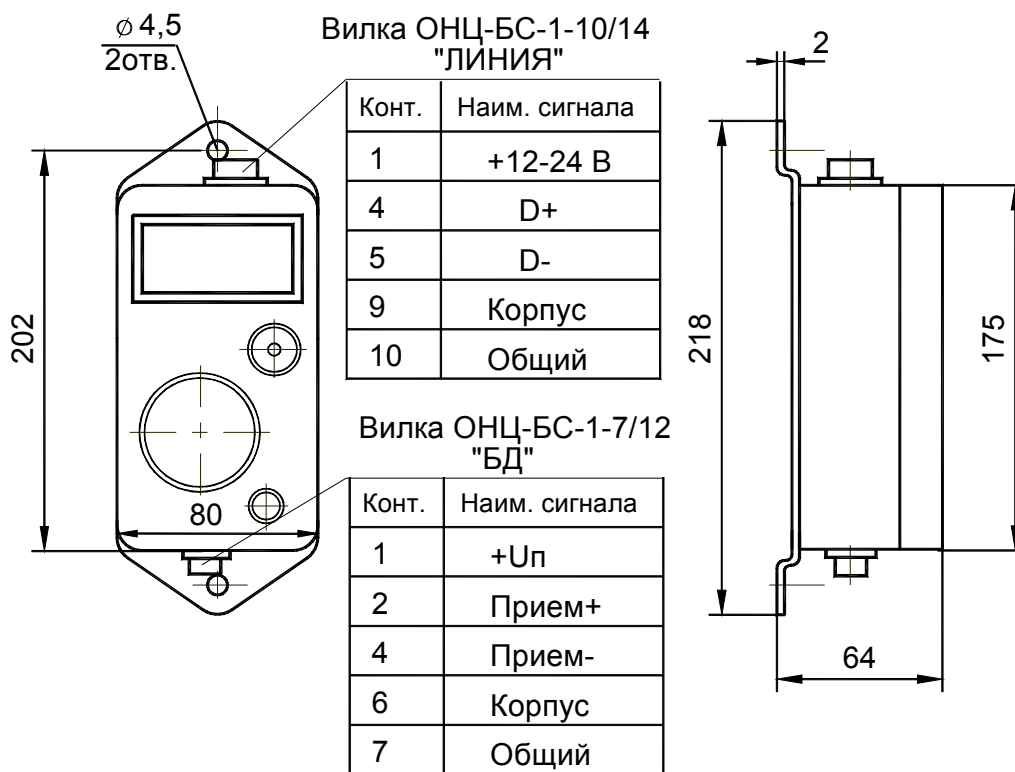 ⌀ 4,5
2отв.
Вилка ОНЦ-БС-1-10/14
"ЛИНИЯ"
Конт. Наим. сигнала
1 +12-24 В
4 D+
5 D-
9 Корпус
10 Общий
202
80
Вилка ОНЦ-БС-1-7/12
"БД"
Конт. Наим. сигнала
1 +Uп
2 Прием+
4 Прием-
6 Корпус
7 Общий
2
218
175
64